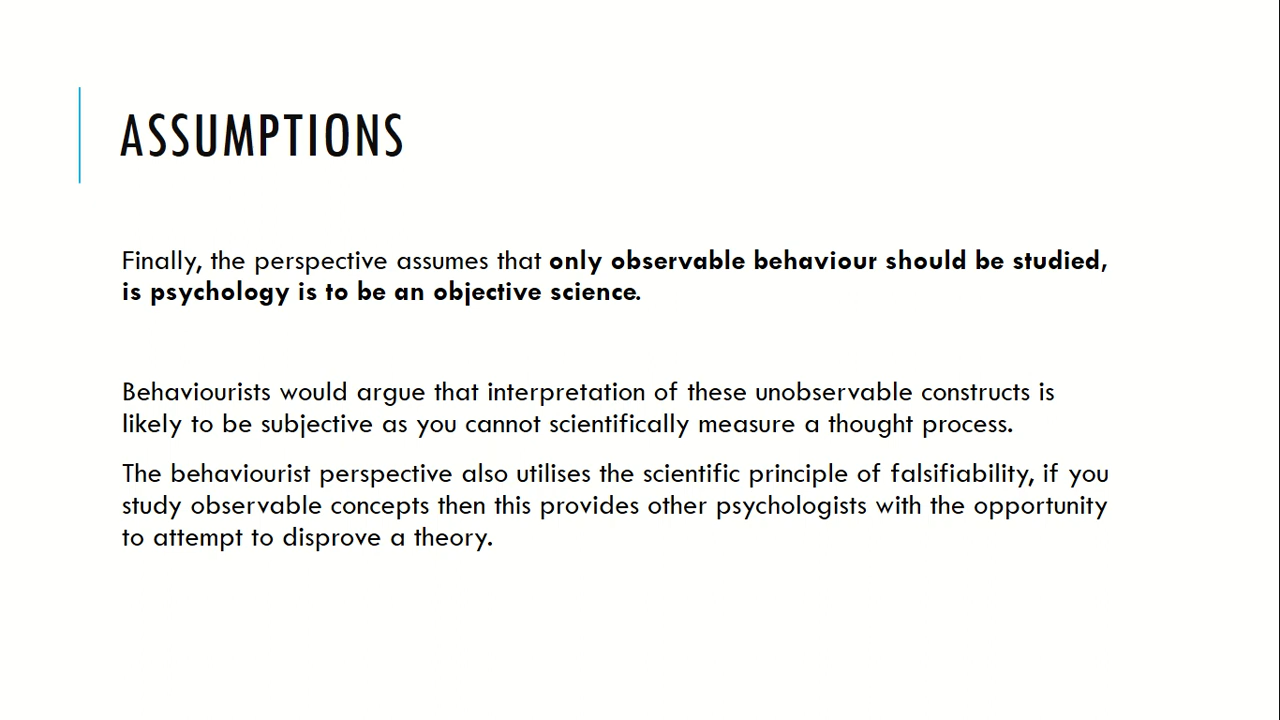 ASSUMPTIONS
Finally, the perspective assumes that only observable behaviour should be studied,
is psychology is to be an objective science.
Behaviourists would argue that interpretation of these unobservable constructs is
likely to be subjective as you cannot scientifically measure a thought process.
The behaviourist perspective also utilises the scientific principle of falsifiability, if you
study observable concepts then this provides other psychologists with the opportunity
to attempt to disprove a theory.